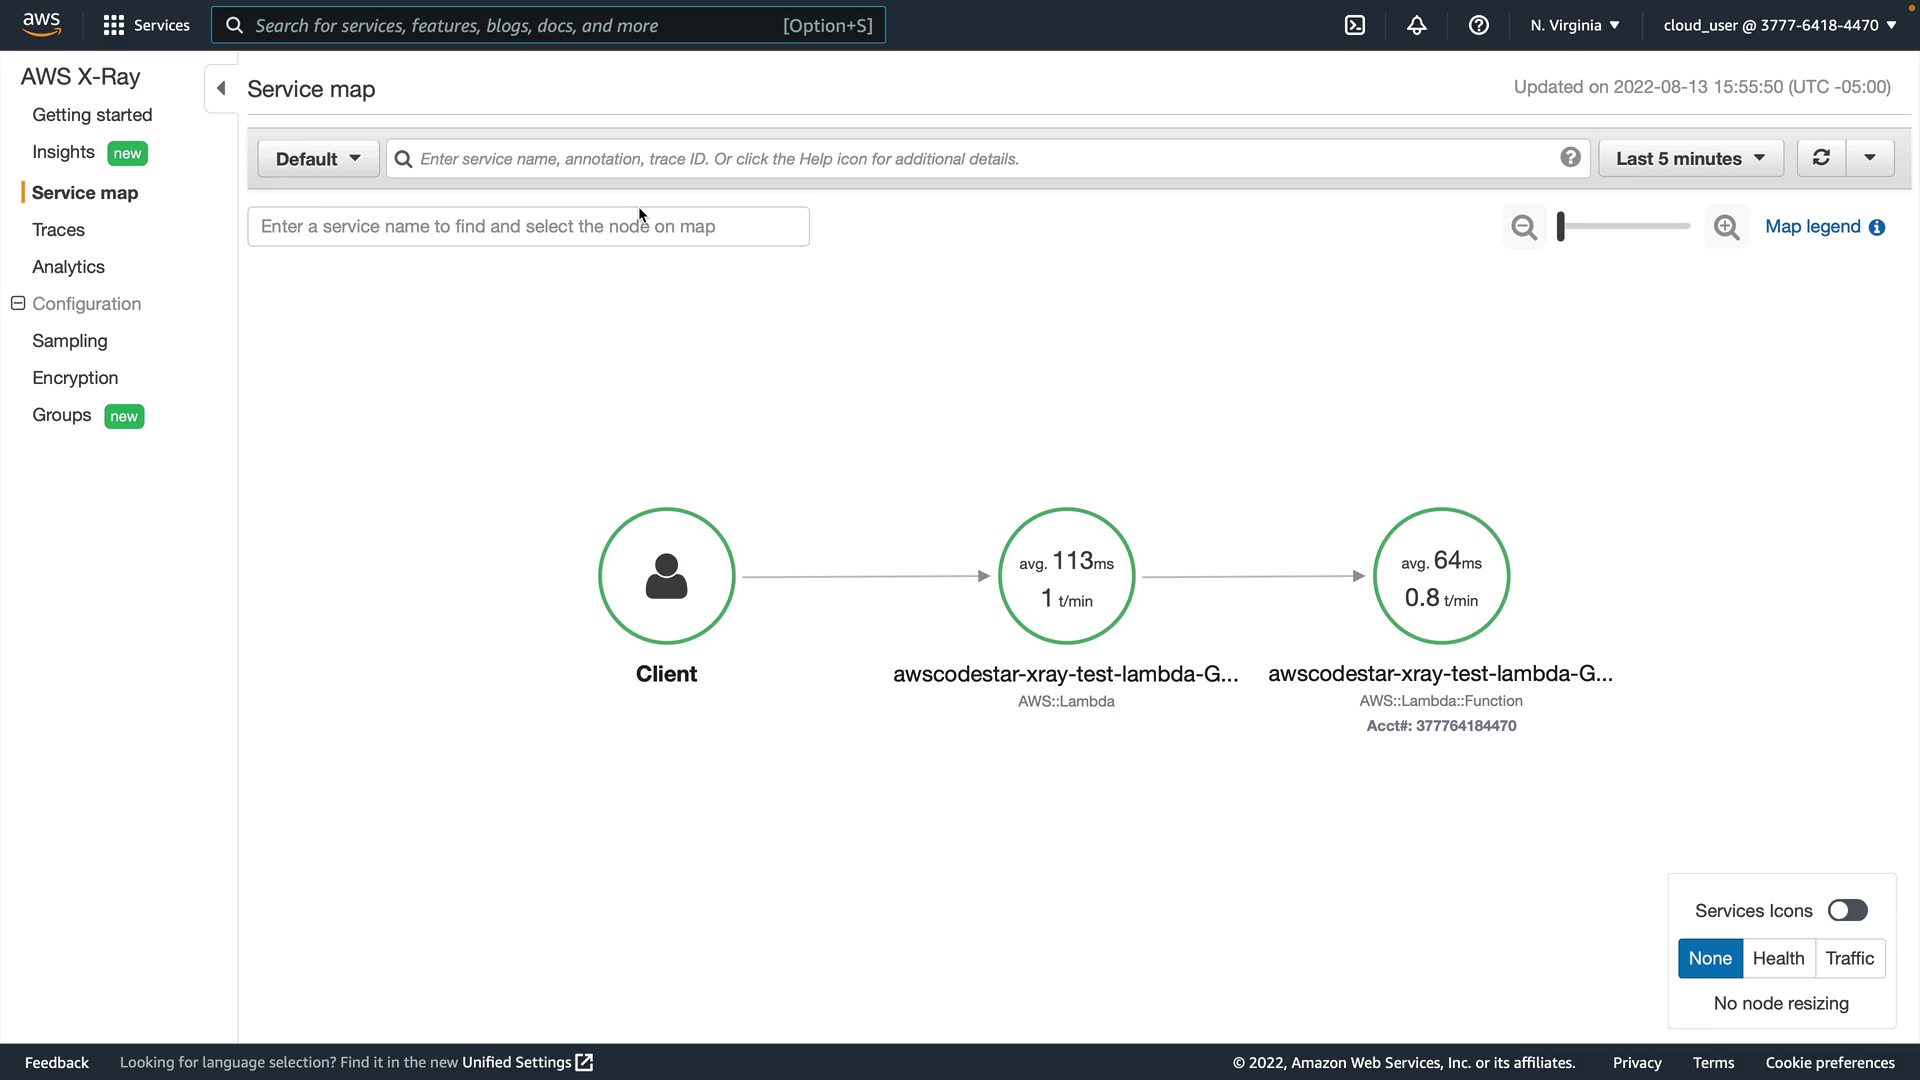 aws
Services
Search for services, features, blogs, docs, and more [Option+S]
N. Virginia
cloud_user @ 3777-6418-4470
AWS X-Ray
Getting started
Insights new
Service map
Traces
Analytics
Configuration
Sampling
Encryption
Groups new
Service map
Updated on 2022-08-13 15:55:50 (UTC -05:00)
Default
Enter service name, annotation, trace ID. Or click the Help icon for additional details.
Last 5 minutes
Enter a service name to find and select the node on map
Map legend
Client
avg. 113ms
1 t/min
awscodestar-xray-test-lambda-G...
AWS::Lambda
avg. 64ms
0.8 t/min
awscodestar-xray-test-lambda-G...
AWS::Lambda::Function
Acct#: 377764184470
Services Icons
None Health Traffic
No node resizing
Feedback
Looking for language selection? Find it in the new Unified Settings
© 2022, Amazon Web Services, Inc. or its affiliates.
Privacy
Terms
Cookie preferences